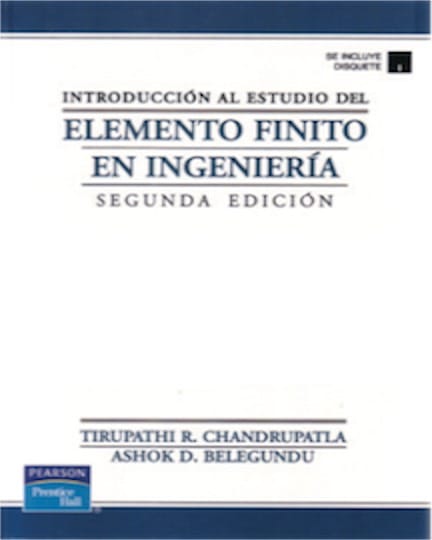 SE INCLUYE
DISQUETE
INTRODUCCIÓN AL ESTUDIO DEL
ELEMENTO FINITO
EN INGENIERÍA
SEGUNDA EDICIÓN
TIRUPATHI R. CHANDRUPATLA
ASHOK D. BELEGUNDU
PEARSON
Prentice
Hall
®